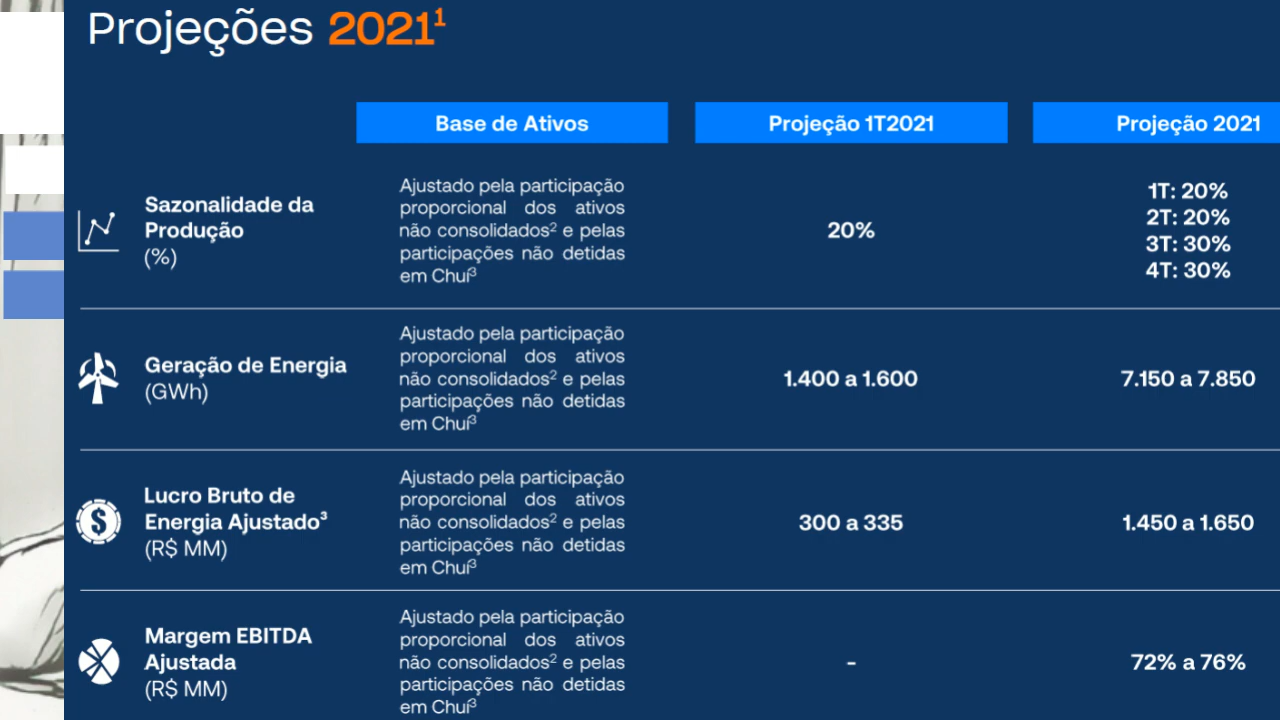 Projeções 2021¹
Base de Ativos
Projeção 1T2021
Projeção 2021
Sazonalidade da
Produção
(%)
Ajustado pela participação
proporcional dos ativos
não consolidados² e pelas
participações não detidas
em Chuí³
20%
1T: 20%
2T: 20%
3T: 30%
4T: 30%
Geração de Energia
(GWh)
Ajustado pela participação
proporcional dos ativos
não consolidados² e pelas
participações não detidas
em Chuí³
1.400 a 1.600
7.150 a 7.850
Lucro Bruto de
Energia Ajustado³
(R$ MM)
Ajustado pela participação
proporcional dos ativos
não consolidados² e pelas
participações não detidas
em Chuí³
300 a 335
1.450 a 1.650
Margem EBITDA
Ajustada
(R$ MM)
Ajustado pela participação
proporcional dos ativos
não consolidados² e pelas
participações não detidas
em Chuí³
-
72% a 76%